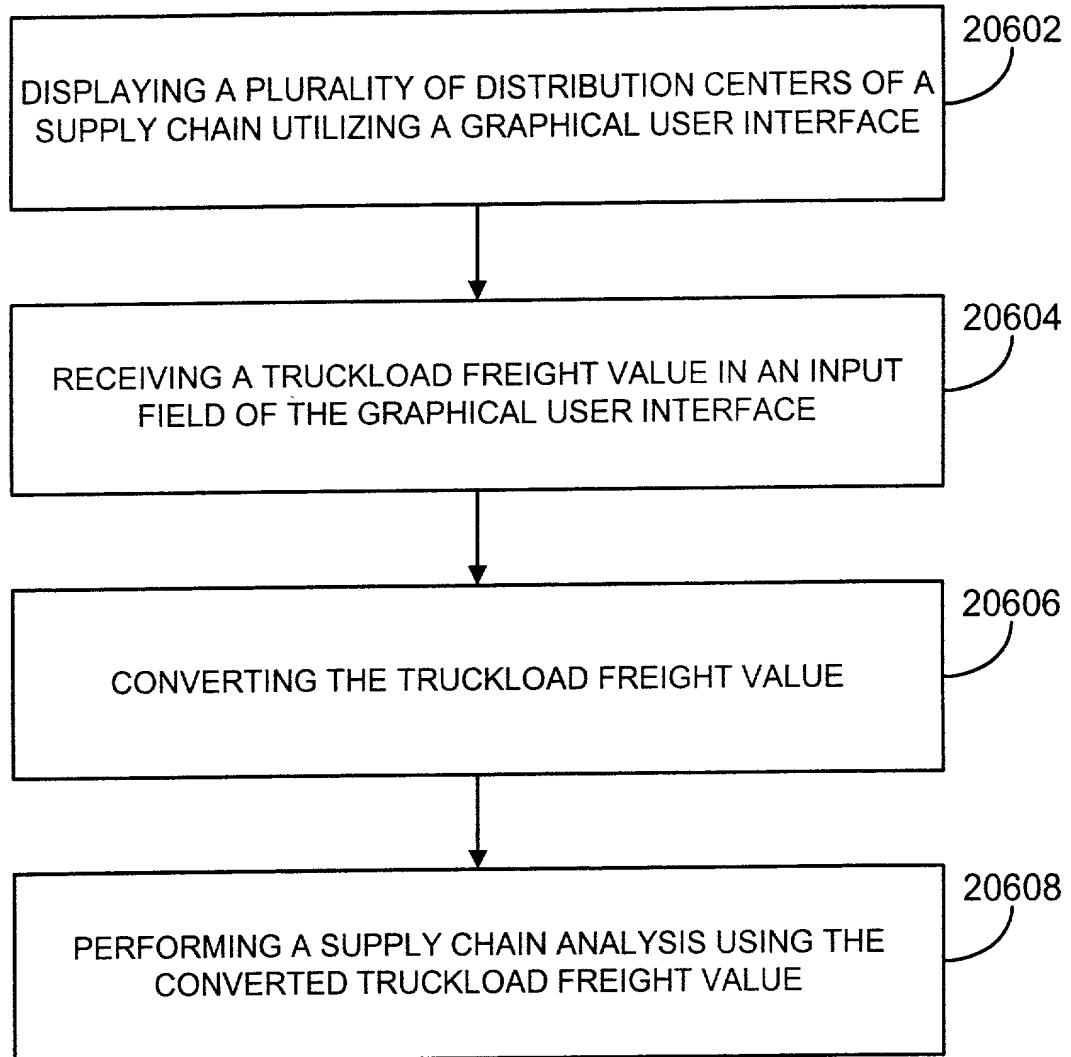 20602
DISPLAYING A PLURALITY OF DISTRIBUTION CENTERS OF A
SUPPLY CHAIN UTILIZING A GRAPHICAL USER INTERFACE
20604
RECEIVING A TRUCKLOAD FREIGHT VALUE IN AN INPUT
FIELD OF THE GRAPHICAL USER INTERFACE
20606
CONVERTING THE TRUCKLOAD FREIGHT VALUE
20608
PERFORMING A SUPPLY CHAIN ANALYSIS USING THE
CONVERTED TRUCKLOAD FREIGHT VALUE